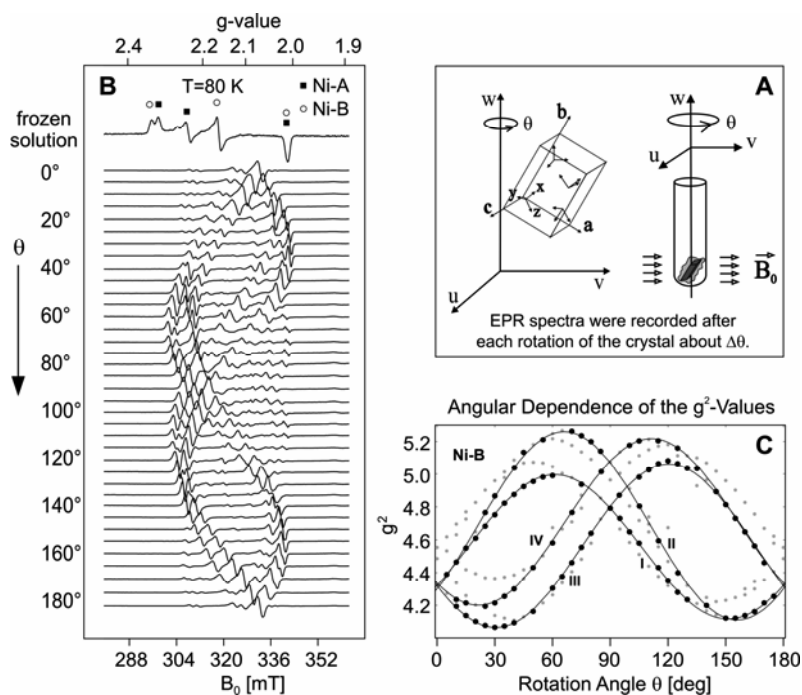 g-value
2.4 2.2 2.1 2.0 1.9
B T=80 K ■ Ni-A
○ Ni-B
frozen
solution
0°
20°
θ
40°
60°
80°
100°
120°
140°
160°
180°
288 304 320 336 352
B₀ [mT]
A
w w
θ θ
b
v
u
y x
c z a
B₀
u v
EPR spectra were recorded after
each rotation of the crystal about Δθ.
Angular Dependence of the g²-Values
5.2 Ni-B C
5.0
4.8
g²
4.6 IV II
I
4.4 III
4.2
0 30 60 90 120 150 180
Rotation Angle θ [deg]